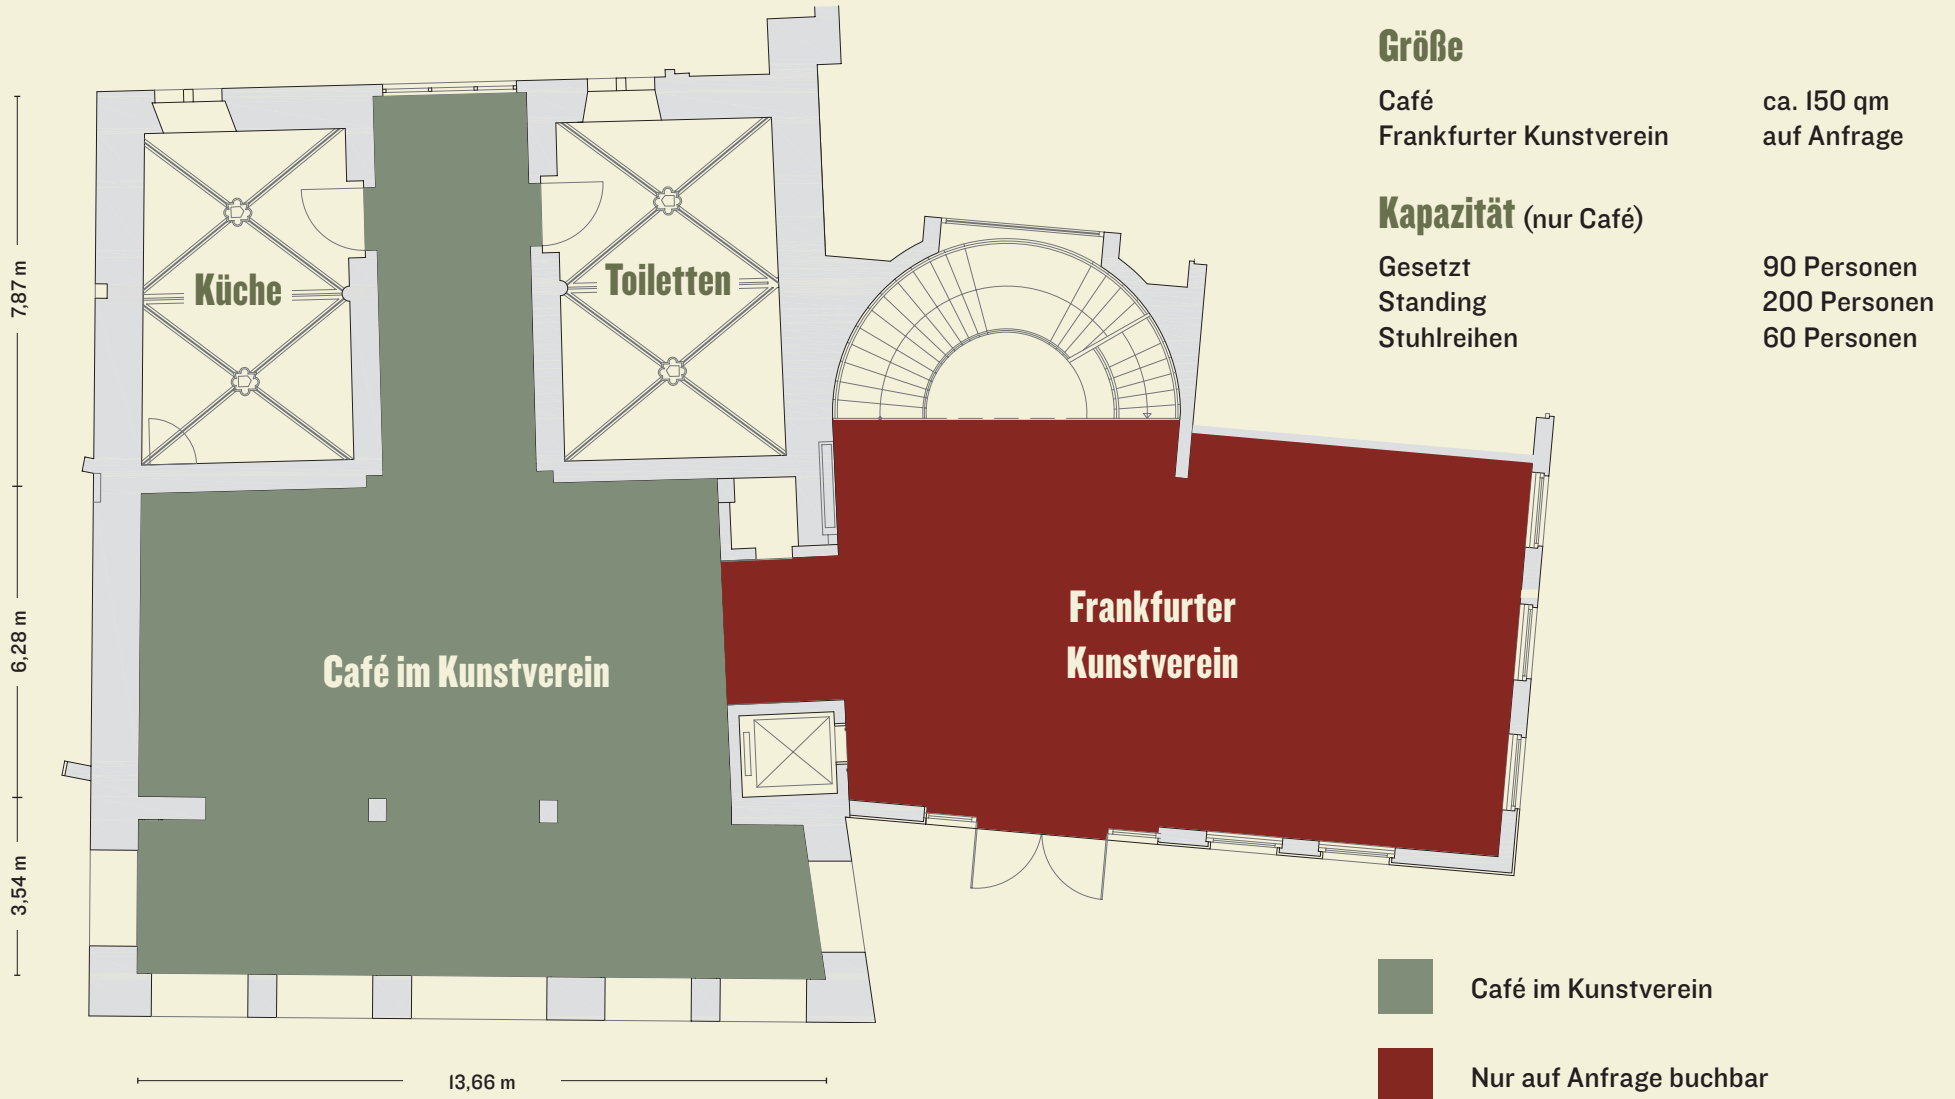 Größe
Café ca. 150 qm
Frankfurter Kunstverein auf Anfrage
Kapazität (nur Café)
Gesetzt 90 Personen
Standing 200 Personen
Stuhlreihen 60 Personen
7,87 m
Küche
Toiletten
6,28 m
Café im Kunstverein
Frankfurter
Kunstverein
3,54 m
13,66 m
Café im Kunstverein
Nur auf Anfrage buchbar